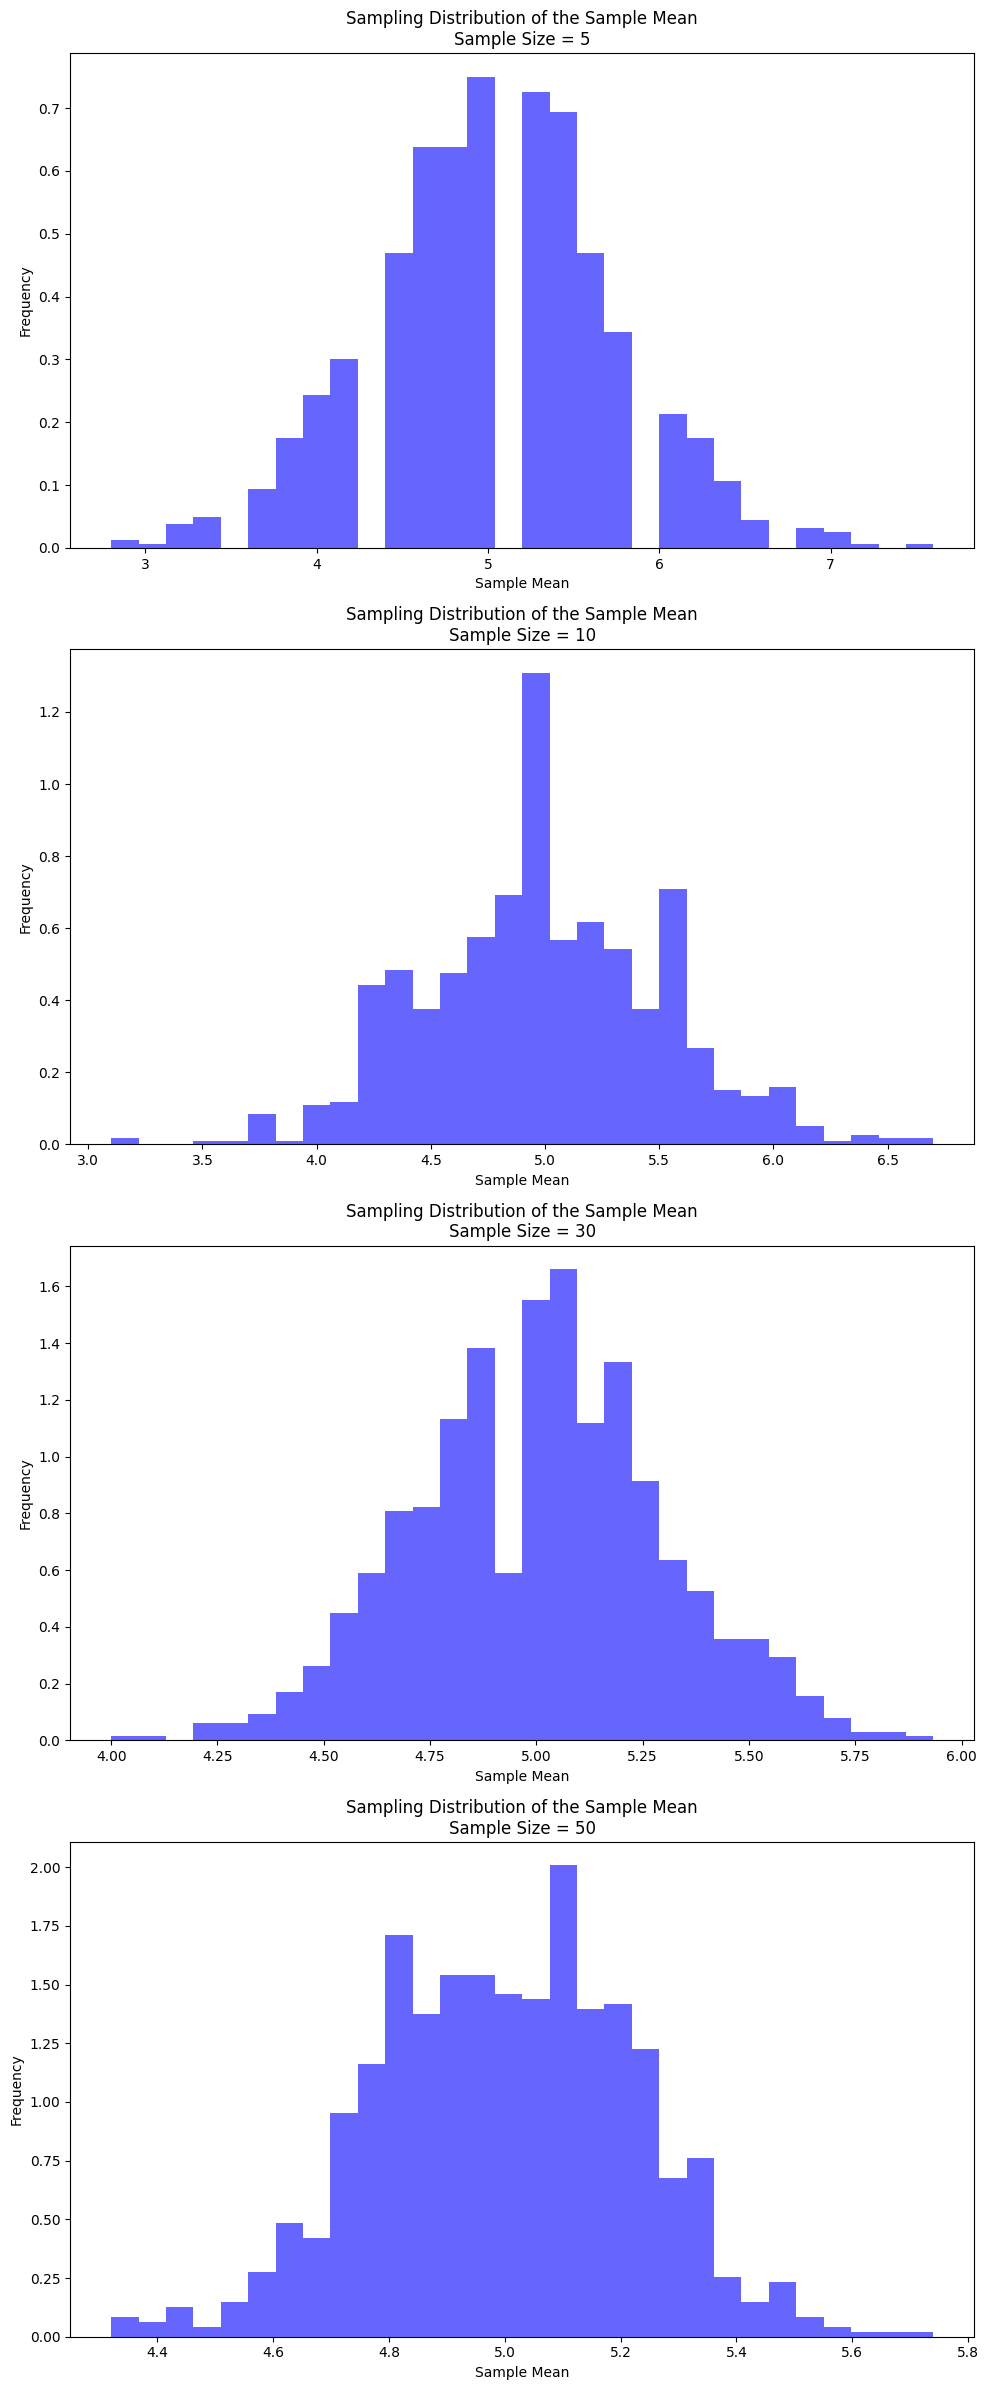 Sampling Distribution of the Sample Mean
Sample Size = 5
Frequency
0.7
0.6
0.5
0.4
0.3
0.2
0.1
0.0
3 4 5 6 7
Sample Mean
Sampling Distribution of the Sample Mean
Sample Size = 10
Frequency
1.2
1.0
0.8
0.6
0.4
0.2
0.0
3.0 3.5 4.0 4.5 5.0 5.5 6.0 6.5
Sample Mean
Sampling Distribution of the Sample Mean
Sample Size = 30
Frequency
1.6
1.4
1.2
1.0
0.8
0.6
0.4
0.2
0.0
4.00 4.25 4.50 4.75 5.00 5.25 5.50 5.75 6.00
Sample Mean
Sampling Distribution of the Sample Mean
Sample Size = 50
Frequency
2.00
1.75
1.50
1.25
1.00
0.75
0.50
0.25
0.00
4.4 4.6 4.8 5.0 5.2 5.4 5.6 5.8
Sample Mean